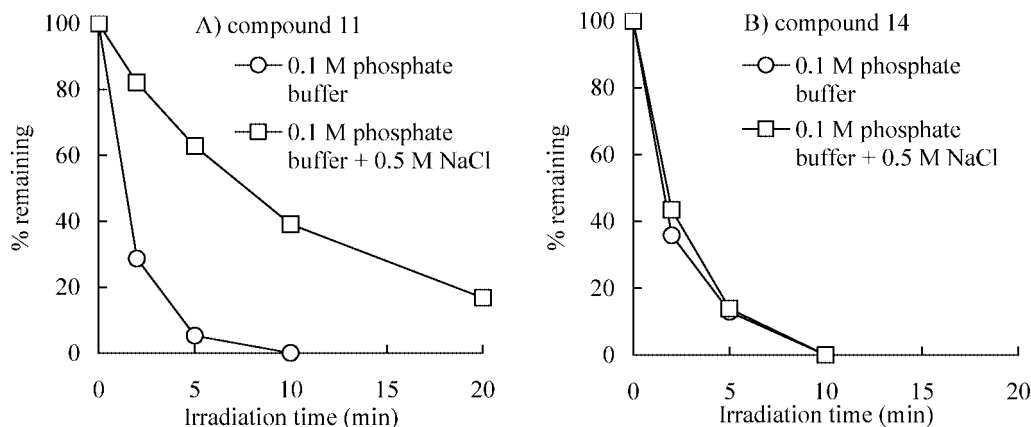 A) compound 11
0.1 M phosphate
buffer
0.1 M phosphate
buffer + 0.5 M NaCl
% remaining
100
80
60
40
20
0
0
5
10
15
20
Irradiation time (min)
B) compound 14
0.1 M phosphate
buffer
0.1 M phosphate
buffer + 0.5 M NaCl
% remaining
100
80
60
40
20
0
0
5
10
15
20
Irradiation time (min)